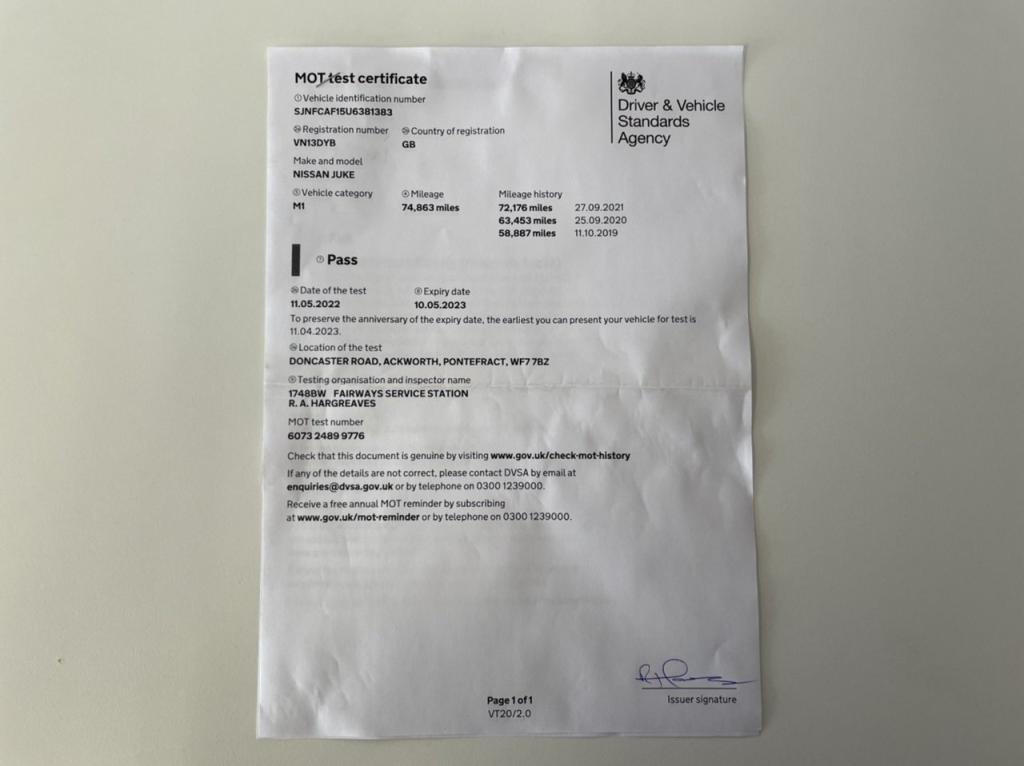 MOT test certificate
Driver & Vehicle
Standards
Agency
① Vehicle identification number
SJNFCAF15U6381383
Registration number Country of registration
VN13DYB GB
Make and model
NISSAN JUKE
⑤ Vehicle category ④ Mileage Mileage history
M1 74,863 miles 72,176 miles 27.09.2021
63,453 miles 25.09.2020
58,887 miles 11.10.2019
⑦ Pass
Date of the test ⑧ Expiry date
11.05.2022 10.05.2023
To preserve the anniversary of the expiry date, the earliest you can present your vehicle for test is
11.04.2023.
Location of the test
DONCASTER ROAD, ACKWORTH, PONTEFRACT, WF7 7BZ
⑨ Testing organisation and inspector name
1748BW FAIRWAYS SERVICE STATION
R. A. HARGREAVES
MOT test number
6073 2489 9776
Check that this document is genuine by visiting www.gov.uk/check-mot-history
If any of the details are not correct, please contact DVSA by email at
enquiries@dvsa.gov.uk or by telephone on 0300 1239000.
Receive a free annual MOT reminder by subscribing
at www.gov.uk/mot-reminder or by telephone on 0300 1239000.
Issuer signature
Page 1 of 1
VT20/2.0